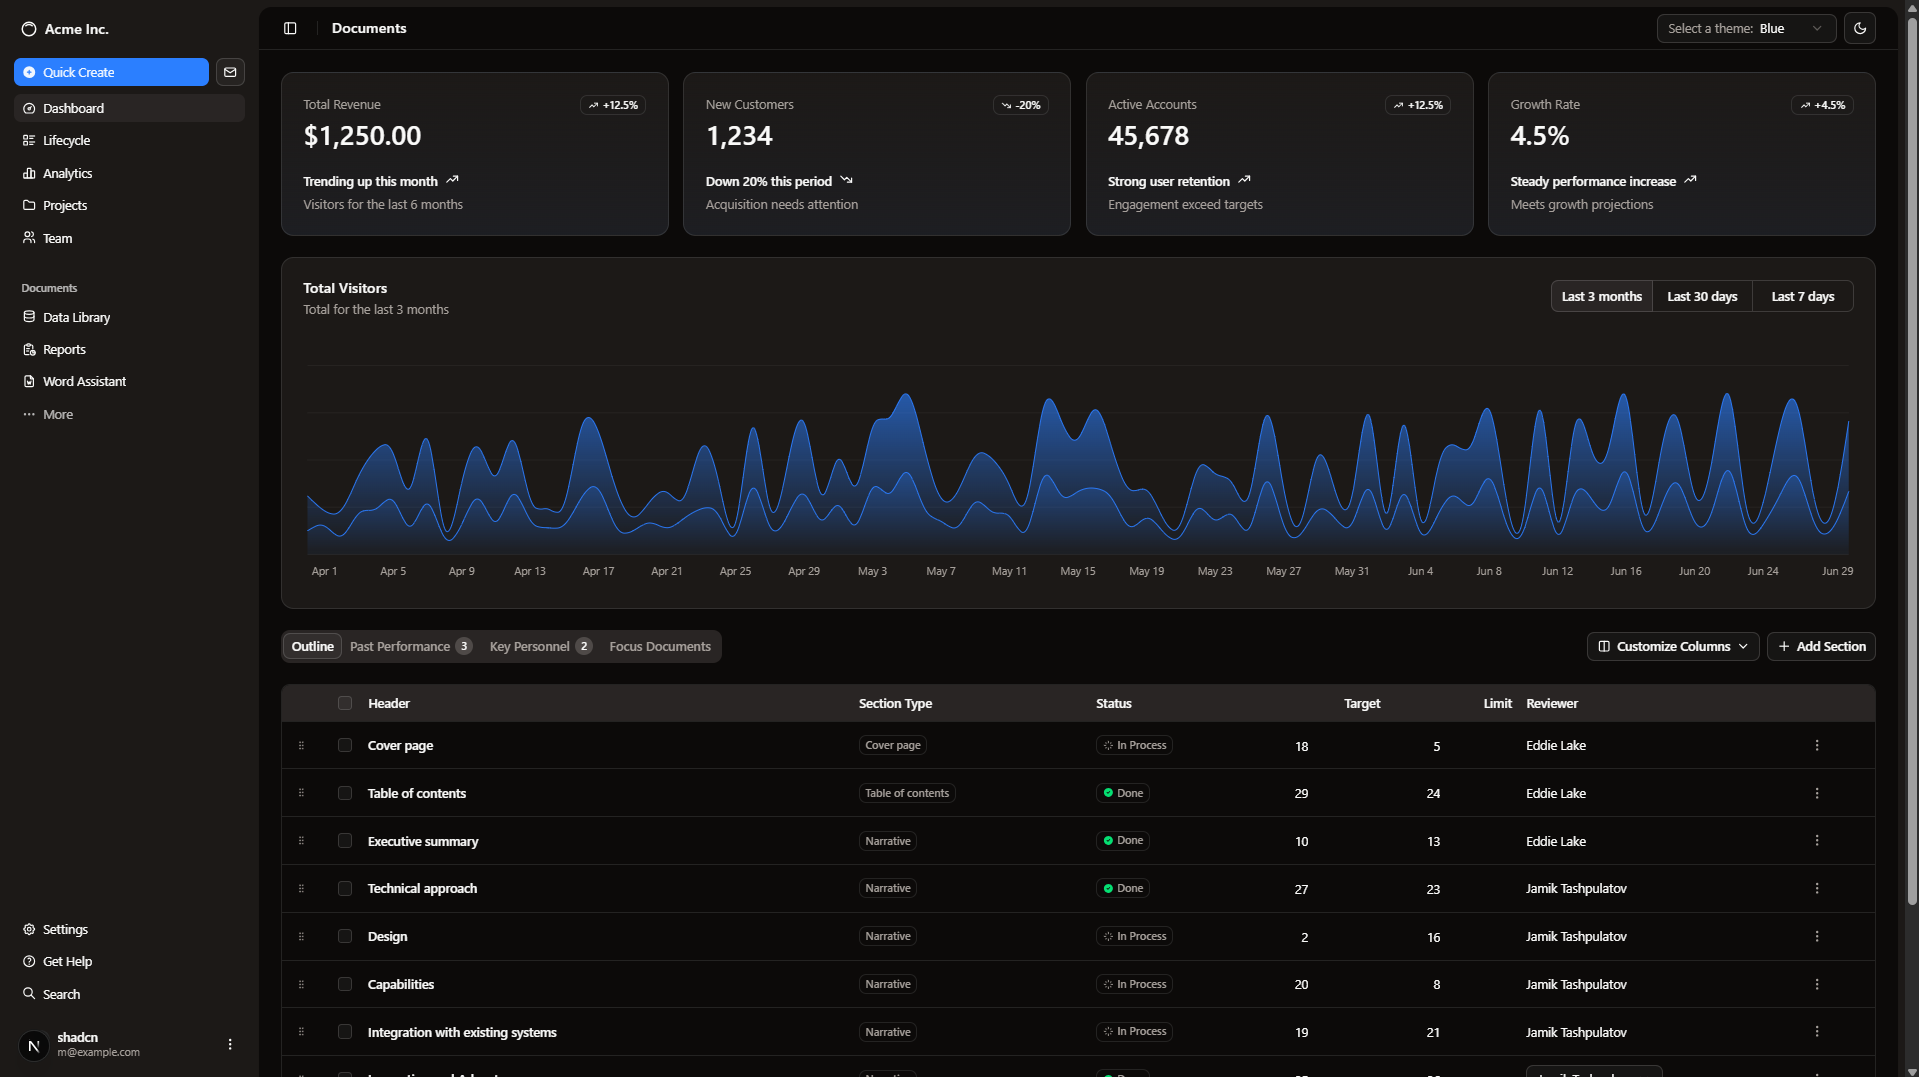 Acme Inc.
Quick Create
Dashboard
Lifecycle
Analytics
Projects
Team
Documents
Data Library
Reports
Word Assistant
More
Settings
Get Help
Search
N
shadcn
m@example.com
Documents
Select a theme: Blue
Total Revenue +12.5%
$1,250.00
Trending up this month
Visitors for the last 6 months
New Customers -20%
1,234
Down 20% this period
Acquisition needs attention
Active Accounts +12.5%
45,678
Strong user retention
Engagement exceed targets
Growth Rate +4.5%
4.5%
Steady performance increase
Meets growth projections
Total Visitors
Total for the last 3 months
Last 3 months Last 30 days Last 7 days
Apr 1 Apr 5 Apr 9 Apr 13 Apr 17 Apr 21 Apr 25 Apr 29 May 3 May 7 May 11 May 15 May 19 May 23 May 27 May 31 Jun 4 Jun 8 Jun 12 Jun 16 Jun 20 Jun 24 Jun 29
Outline Past Performance 3 Key Personnel 2 Focus Documents
Customize Columns Add Section
Header Section Type Status Target Limit Reviewer
Cover page Cover page In Process 18 5 Eddie Lake
Table of contents Table of contents Done 29 24 Eddie Lake
Executive summary Narrative Done 10 13 Eddie Lake
Technical approach Narrative Done 27 23 Jamik Tashpulatov
Design Narrative In Process 2 16 Jamik Tashpulatov
Capabilities Narrative In Process 20 8 Jamik Tashpulatov
Integration with existing systems Narrative In Process 19 21 Jamik Tashpulatov